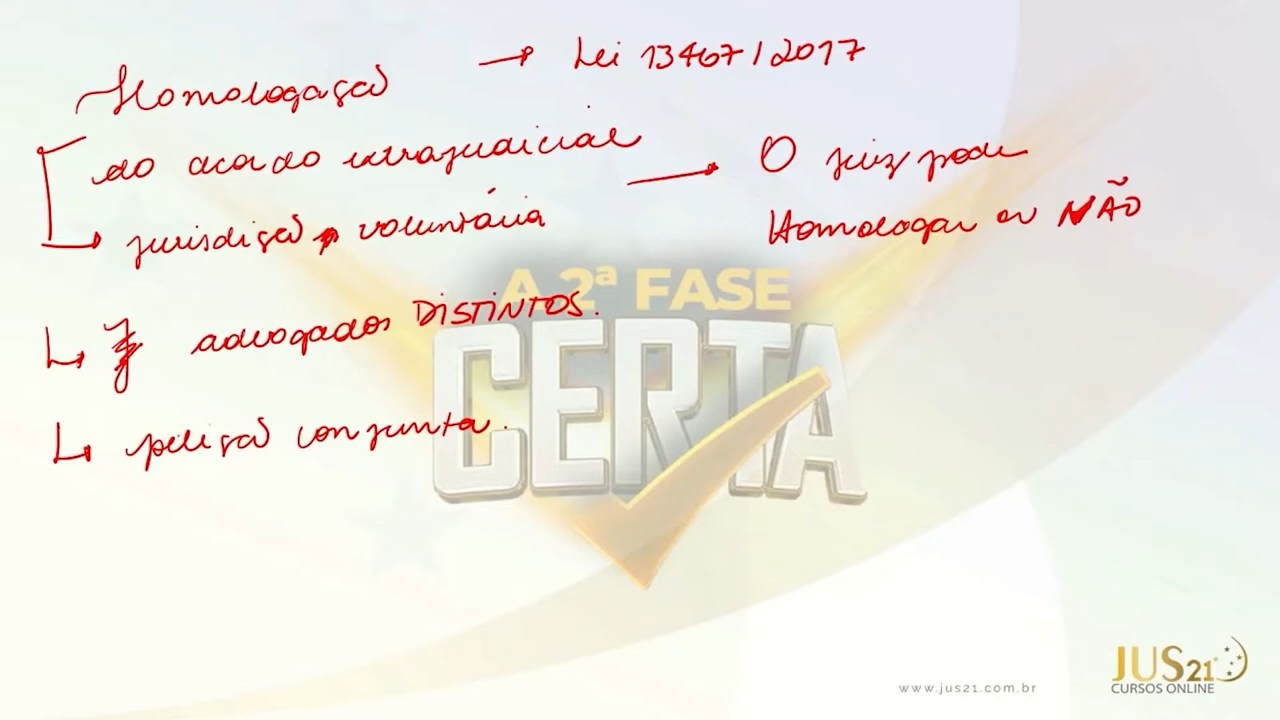 Homologação → Lei 13467/2017
do acordo extrajudicial
jurisdição voluntária → O juiz pode
Homologar ou NÃO
↳ advogados DISTINTOS.
↳ petição conjunta.
A 2ª FASE
CERTA
JUS21
CURSOS ONLINE
www.jus21.com.br